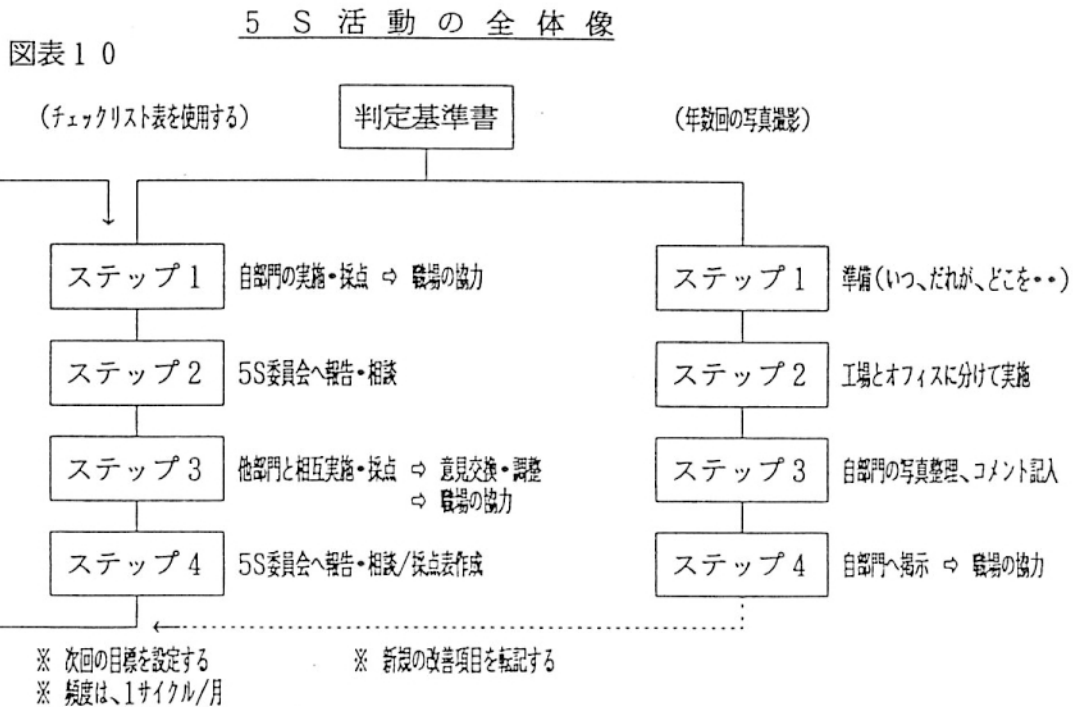 5S活動の全体像
図表10
(チェックリスト表を使用する)
判定基準書
(年数回の写真撮影)
ステップ1
自部門の実施・採点 ⇨ 職場の協力
ステップ2
5S委員会へ報告・相談
ステップ3
他部門と相互実施・採点 ⇨ 意見交換・調整
⇨ 職場の協力
ステップ4
5S委員会へ報告・相談/採点表作成
ステップ1
準備(いつ、だれが、どこを・・)
ステップ2
工場とオフィスに分けて実施
ステップ3
自部門の写真整理、コメント記入
ステップ4
自部門へ掲示 ⇨ 職場の協力
※ 次回の目標を設定する
※ 頻度は、1サイクル/月
※ 新規の改善項目を転記する